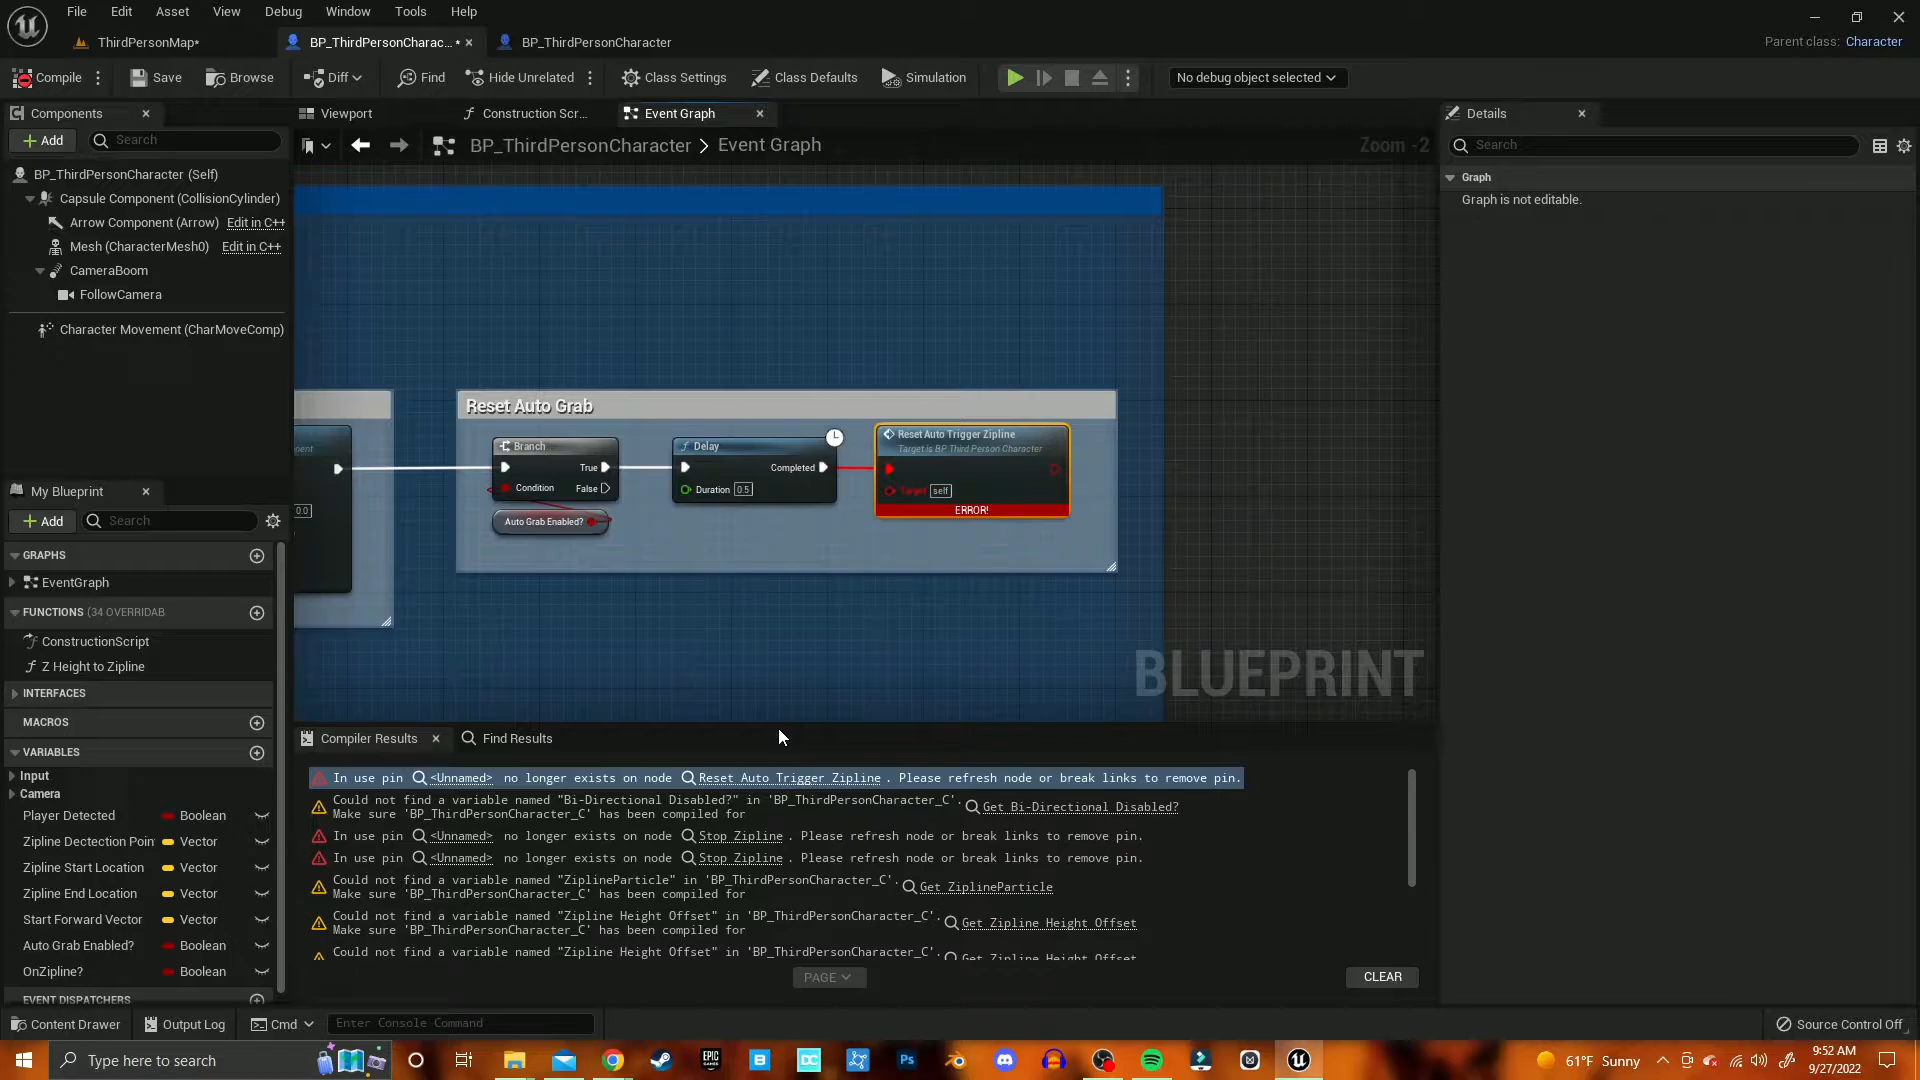 File Edit Asset View Debug Window Tools Help
ThirdPersonMap* BP_ThirdPersonCharac... * BP_ThirdPersonCharacter Parent class: Character
Compile Save Browse Diff Find Hide Unrelated Class Settings Class Defaults Simulation No debug object selected
Components Viewport Construction Scr... Event Graph Details
Add Search BP_ThirdPersonCharacter > Event Graph Zoom -2 Search
BP_ThirdPersonCharacter (Self) Graph
Capsule Component (CollisionCylinder) Graph is not editable.
Arrow Component (Arrow) Edit in C++
Mesh (CharacterMesh0) Edit in C++
CameraBoom
FollowCamera
Character Movement (CharMoveComp)
Reset Auto Grab
Branch Delay Reset Auto Trigger Zipline
Target is BP Third Person Character
True Completed
Condition False Duration 0.5 Target self
ERROR!
Auto Grab Enabled?
0.0
BLUEPRINT
My Blueprint
Add Search
GRAPHS
EventGraph
FUNCTIONS (34 OVERRIDAB
ConstructionScript
Z Height to Zipline
INTERFACES
MACROS
VARIABLES
Input
Camera
Player Detected Boolean
Zipline Dectection Poin Vector
Zipline Start Location Vector
Zipline End Location Vector
Start Forward Vector Vector
Auto Grab Enabled? Boolean
OnZipline? Boolean
EVENT DISPATCHERS
Compiler Results Find Results
In use pin <Unnamed> no longer exists on node Reset Auto Trigger Zipline . Please refresh node or break links to remove pin.
Could not find a variable named "Bi-Directional Disabled?" in 'BP_ThirdPersonCharacter_C'. Get Bi-Directional Disabled?
Make sure 'BP_ThirdPersonCharacter_C' has been compiled for
In use pin <Unnamed> no longer exists on node Stop Zipline . Please refresh node or break links to remove pin.
In use pin <Unnamed> no longer exists on node Stop Zipline . Please refresh node or break links to remove pin.
Could not find a variable named "ZiplineParticle" in 'BP_ThirdPersonCharacter_C'. Get ZiplineParticle
Make sure 'BP_ThirdPersonCharacter_C' has been compiled for
Could not find a variable named "Zipline Height Offset" in 'BP_ThirdPersonCharacter_C'. Get Zipline Height Offset
Make sure 'BP_ThirdPersonCharacter_C' has been compiled for
Could not find a variable named "Zipline Height Offset" in 'BP_ThirdPersonCharacter_C'. Get Zipline Height Offset
PAGE CLEAR
Content Drawer Output Log Cmd Enter Console Command Source Control Off
Type here to search 61°F Sunny 9:52 AM
9/27/2022